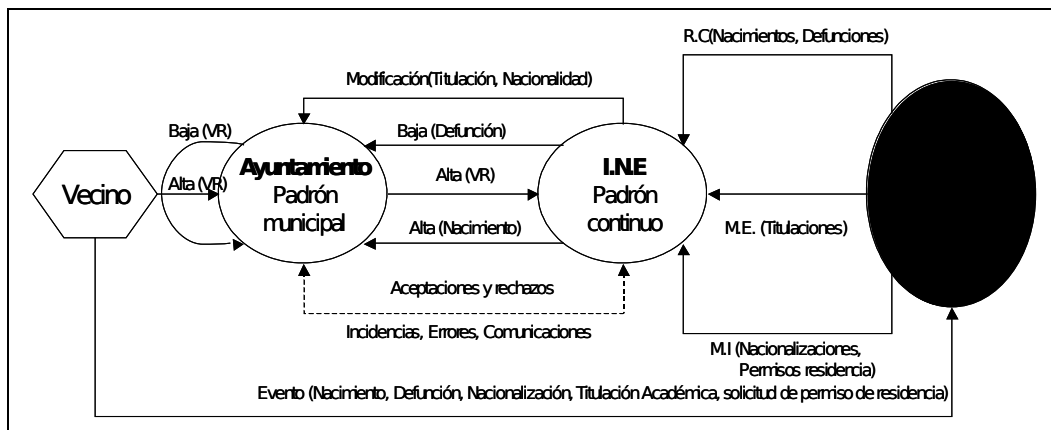 R.C(Nacimientos, Defunciones)
Modificación(Titulación, Nacionalidad)
Baja (VR)
Baja (Defunción)
Ayuntamiento
Padrón
municipal
I.N.E
Padrón
continuo
Vecino
Alta (VR)
Alta (VR)
Alta (Nacimiento)
M.E. (Titulaciones)
Aceptaciones y rechazos
Incidencias, Errores, Comunicaciones
M.I (Nacionalizaciones,
Permisos residencia)
Evento (Nacimiento, Defunción, Nacionalización, Titulación Académica, solicitud de permiso de residencia)